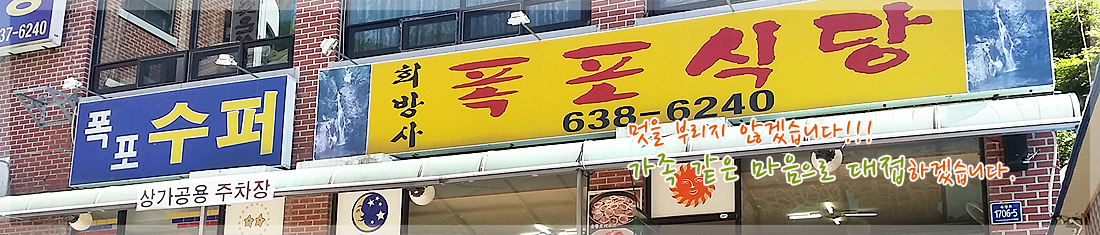 37-6240
폭포 수퍼
상가공용 주차장
희방사 폭포식당
638-6240
멋을 부리지 않겠습니다!!!
가족 같은 마음으로 대접하겠습니다.
1706-5